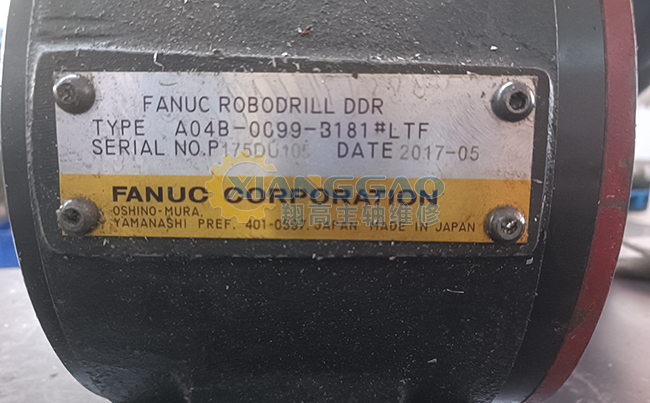 FANUC ROBODRILL DDR
TYPE A04B-0099-B181#LTF
SERIAL NO. DATE 2017-05
XIANGGAO
翔高主轴维修
FANUC CORPORATION
OSHINO-MURA,
YAMANASHI PREF. 401-0597. JAPAN MADE IN JAPAN